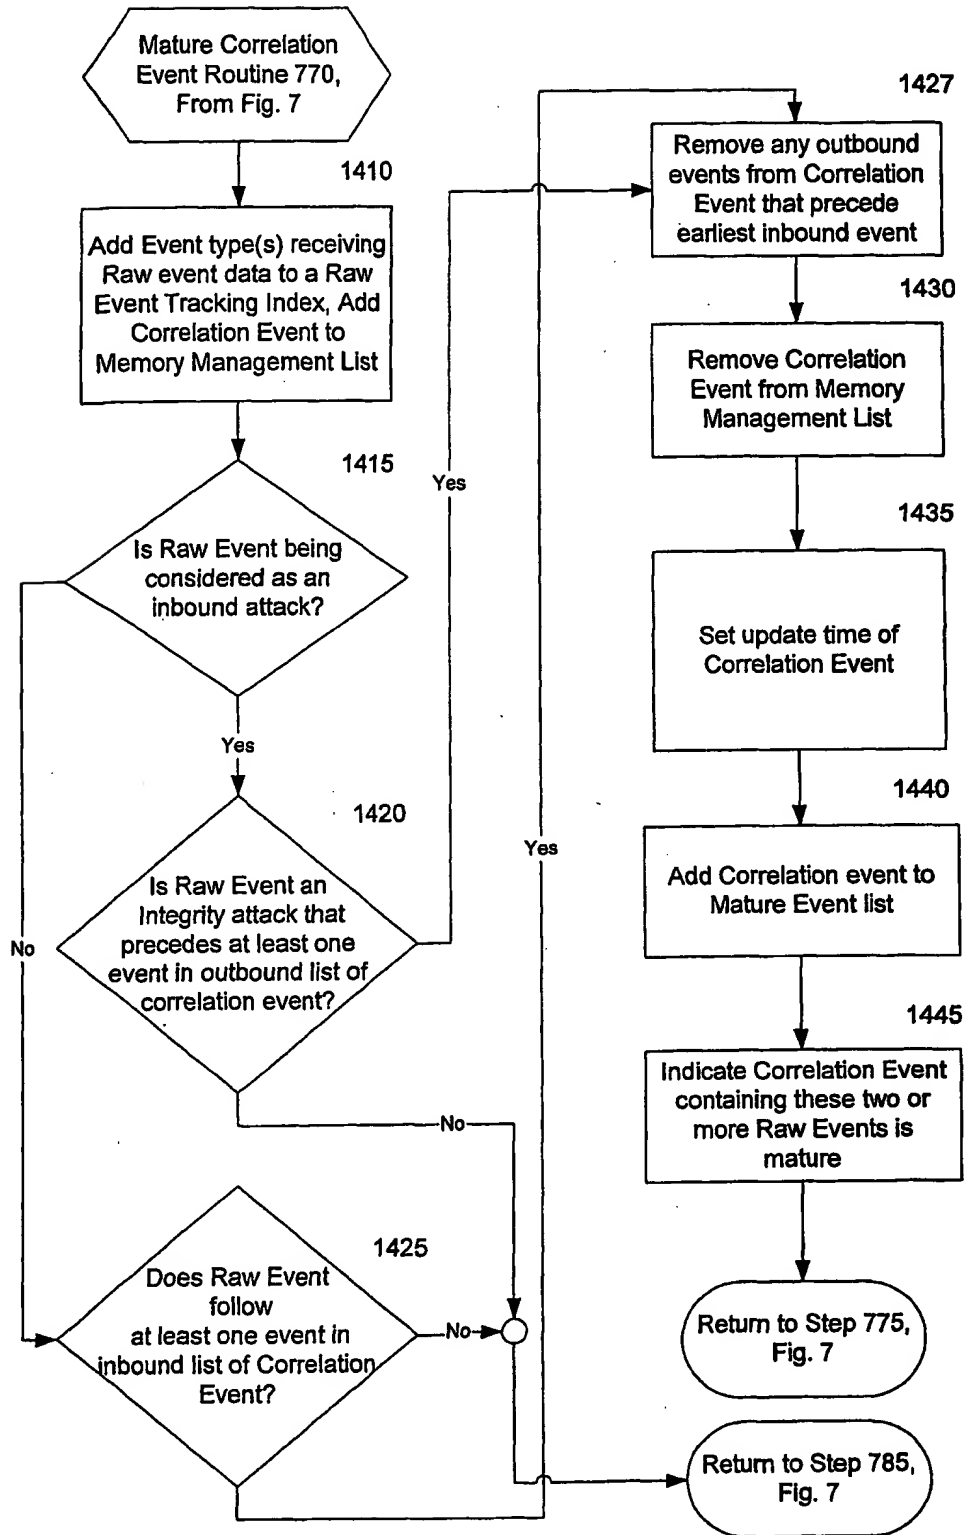 Mature Correlation
Event Routine 770,
From Fig. 7
1410
Add Event type(s) receiving
Raw event data to a Raw
Event Tracking Index, Add
Correlation Event to
Memory Management List
1415
Is Raw Event being
considered as an
inbound attack?
Yes
No
1420
Is Raw Event an
Integrity attack that
precedes at least one
event in outbound list of
correlation event?
Yes
No
1425
Does Raw Event
follow
at least one event in
inbound list of Correlation
Event?
No
Yes
1427
Remove any outbound
events from Correlation
Event that precede
earliest inbound event
1430
Remove Correlation
Event from Memory
Management List
1435
Set update time of
Correlation Event
1440
Add Correlation event to
Mature Event list
1445
Indicate Correlation Event
containing these two or
more Raw Events is
mature
Return to Step 775,
Fig. 7
Return to Step 785,
Fig. 7